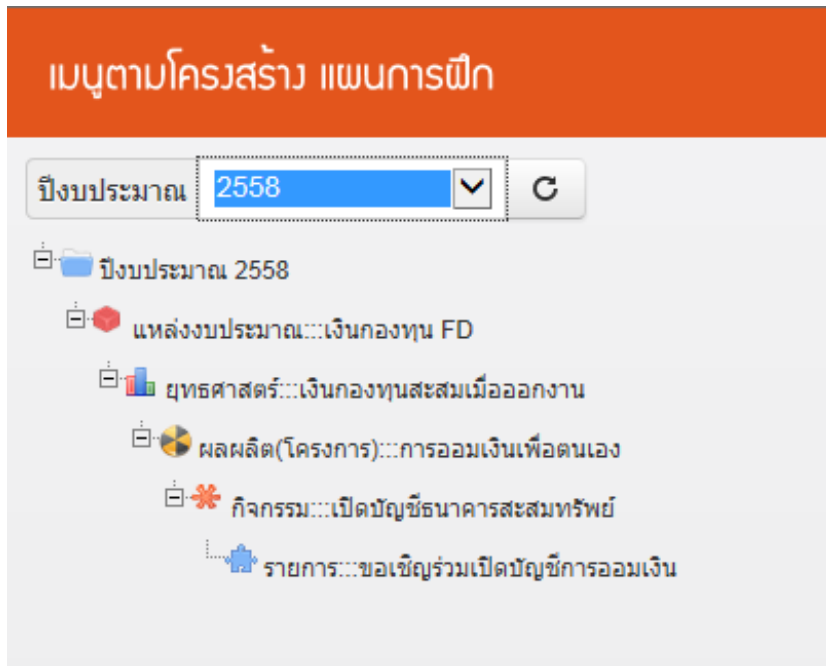 เมนูตามโครงสร้าง แผนการฝึก
ปีงบประมาณ 2558
ปีงบประมาณ 2558
แหล่งงบประมาณ:::เงินกองทุน FD
ยุทธศาสตร์:::เงินกองทุนสะสมเมื่อออกงาน
ผลผลิต(โครงการ):::การออมเงินเพื่อตนเอง
กิจกรรม:::เปิดบัญชีธนาคารสะสมทรัพย์
รายการ:::ขอเชิญร่วมเปิดบัญชีการออมเงิน